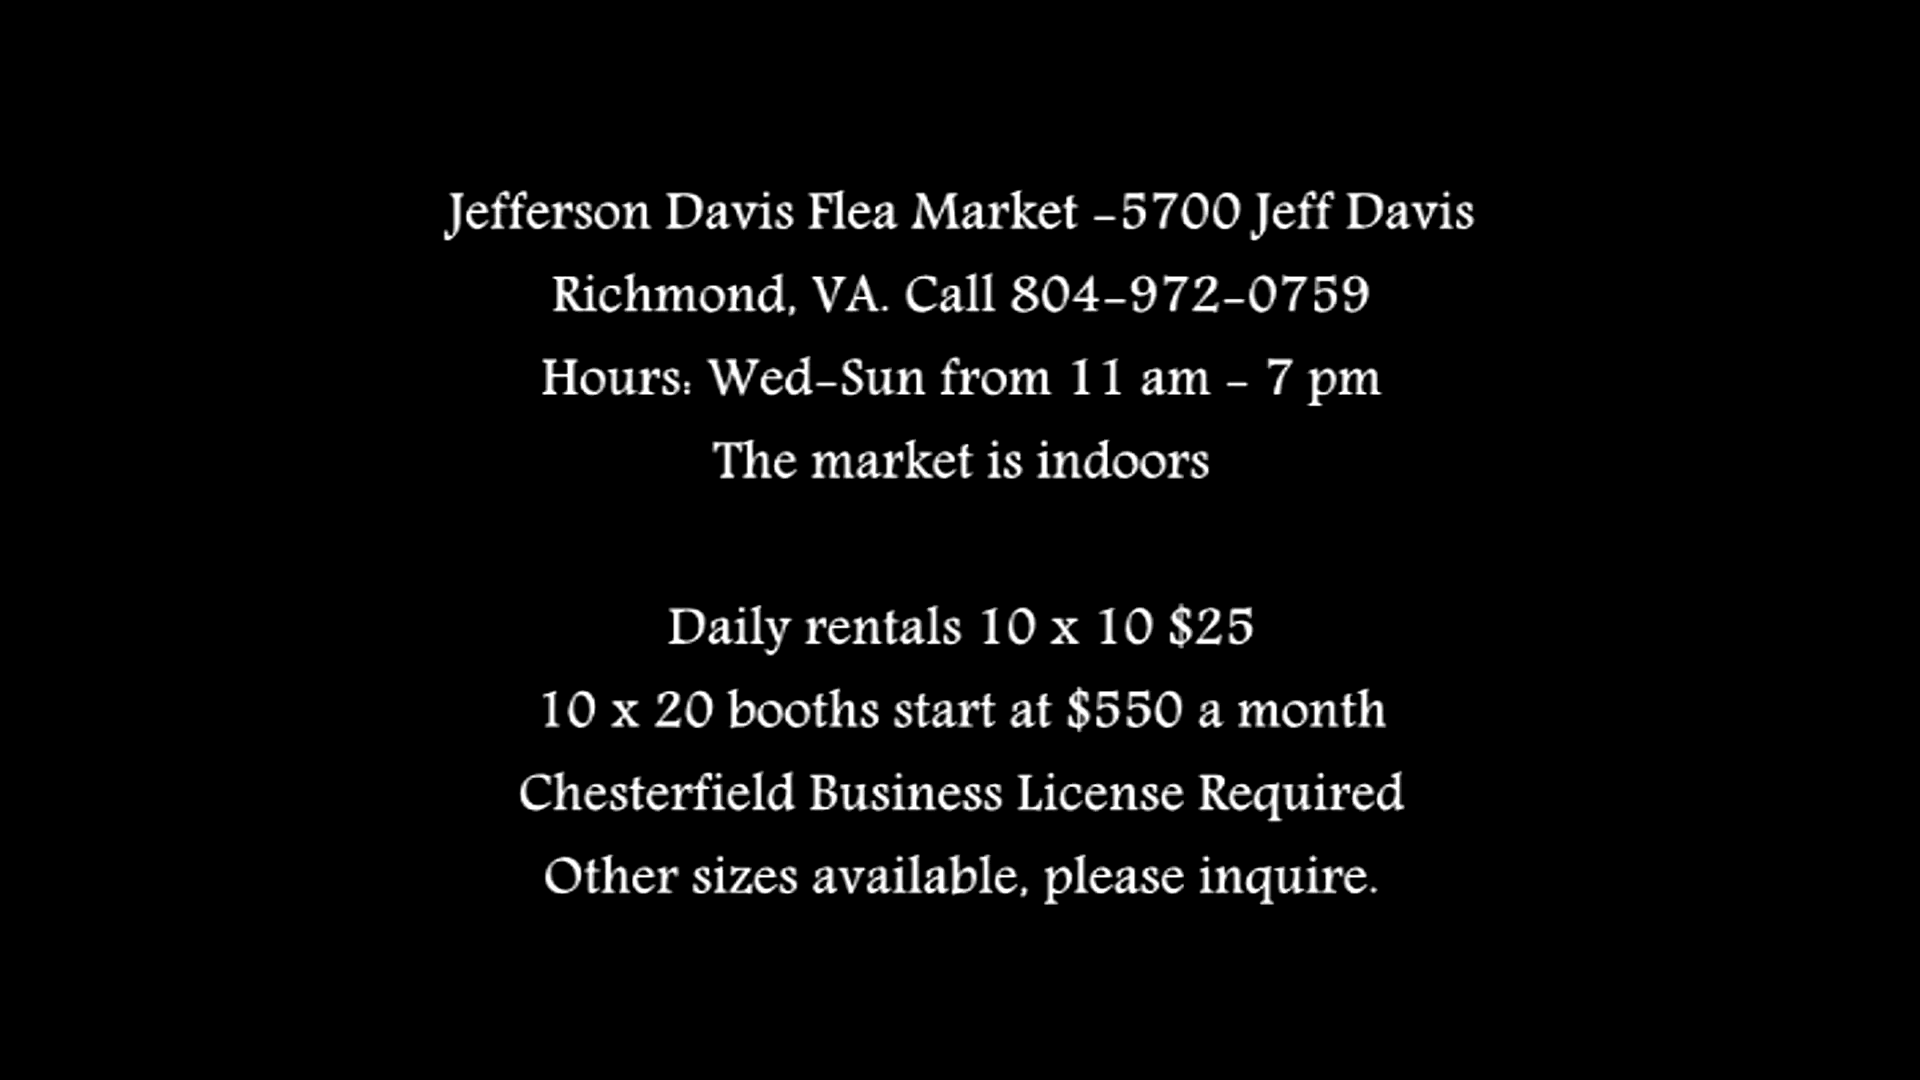 Jefferson Davis Flea Market -5700 Jeff Davis
Richmond, VA. Call 804-972-0759
Hours: Wed-Sun from 11 am - 7 pm
The market is indoors
Daily rentals 10 x 10 $25
10 x 20 booths start at $550 a month
Chesterfield Business License Required
Other sizes available, please inquire.